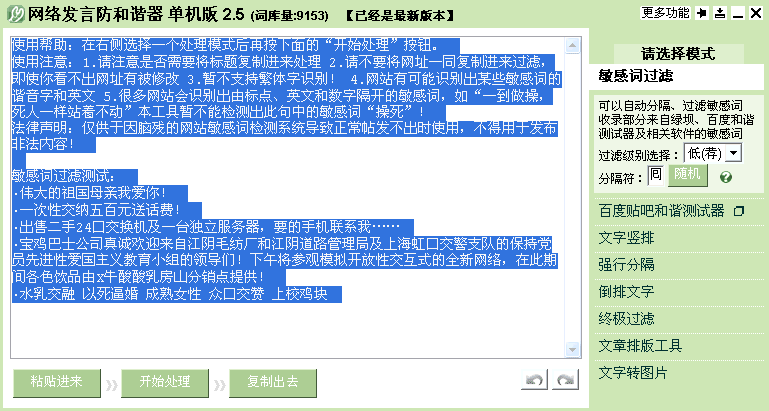 网络发言防和谐器 单机版 2.5 (词库量:9153) 【已经是最新版本】
更多功能
使用帮助: 在右侧选择一个处理模式后再按下面的“开始处理”按钮。
使用注意: 1.请注意是否需要将标题复制进来处理 2.请不要将网址一同复制进来过滤,
即使你看不出网址有被修改 3.暂不支持繁体字识别! 4.网站有可能识别出某些敏感词的
谐音字和英文 5.很多网站会识别出由标点、英文和数字隔开的敏感词, 如“一到做操,
死人一样站着不动”本工具暂不能检测出此句中的敏感词“操死”!
法律声明: 仅供于因脑残的网站敏感词检测系统导致正常帖发不出时使用, 不得用于发布
非法内容!
敏感词过滤测试:
·伟大的祖国母亲我爱你!
·一次性交纳五百元送话费!
·出售二手24口交换机及一台独立服务器, 要的手机联系我……
·宝鸡巴士公司真诚欢迎来自江阴毛纺厂和江阴道路管理局及上海虹口交警支队的保持党
员先进性爱国主义教育小组的领导们! 下午将参观模拟开放性交互式的全新网络, 在此期
间各色饮品由x牛酸酸乳房山分销点提供!
·水乳交融 以死逼婚 成熟女性 众口交赞 上校鸡块
粘贴进来
开始处理
复制出去
请选择模式
敏感词过滤
可以自动分隔、过滤敏感词
收录部分来自绿坝、百度和谐
测试器及相关软件的敏感词
过滤级别选择: 低(荐)
分隔符: 囘 随机
百度贴吧和谐测试器
文字竖排
强行分隔
倒排文字
终极过滤
文章排版工具
文字转图片